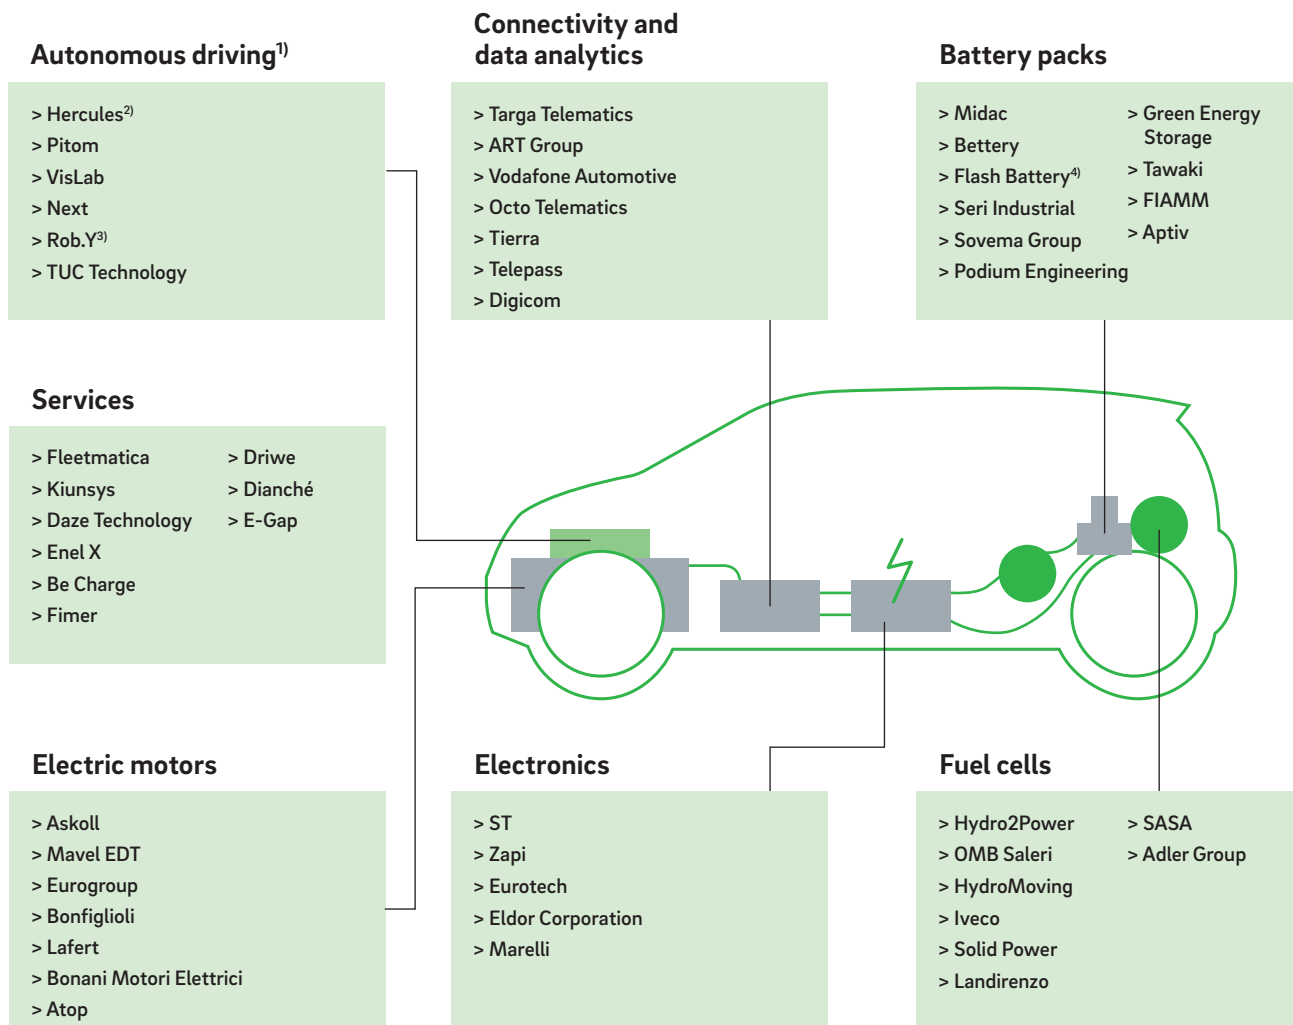 Autonomous driving1)
> Hercules2)
> Pitom
> VisLab
> Next
> Rob.Y3)
> TUC Technology
Connectivity and
data analytics
> Targa Telematics
> ART Group
> Vodafone Automotive
> Octo Telematics
> Tierra
> Telepass
> Digicom
Battery packs
> Midac
> Bettery
> Flash Battery4)
> Seri Industrial
> Sovema Group
> Podium Engineering
> Green Energy
Storage
> Tawaki
> FIAMM
> Aptiv
Services
> Fleetmatica
> Kiunsys
> Daze Technology
> Enel X
> Be Charge
> Fimer
> Driwe
> Dianché
> E-Gap
Electric motors
> Askoll
> Mavel EDT
> Eurogroup
> Bonfiglioli
> Lafert
> Bonani Motori Elettrici
> Atop
Electronics
> ST
> Zapi
> Eurotech
> Eldor Corporation
> Marelli
Fuel cells
> Hydro2Power
> OMB Saleri
> HydroMoving
> Iveco
> Solid Power
> Landirenzo
> SASA
> Adler Group